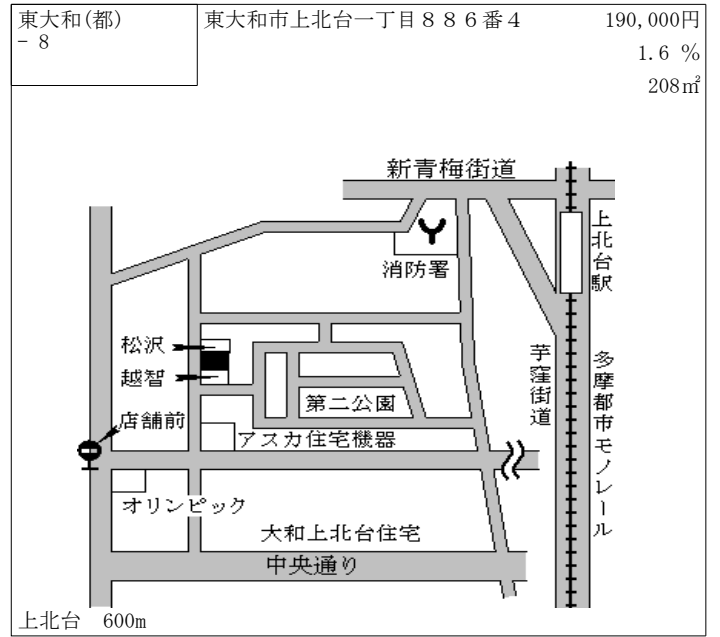 東大和(都)
- 8
東大和市上北台一丁目８８６番４
190,000円
1.6 %
208㎡
新青梅街道
上北台駅
消防署
松沢
越智
芋窪街道
多摩都市モノレール
第二公園
店舗前
アスカ住宅機器
オリンピック
大和上北台住宅
中央通り
上北台 600m